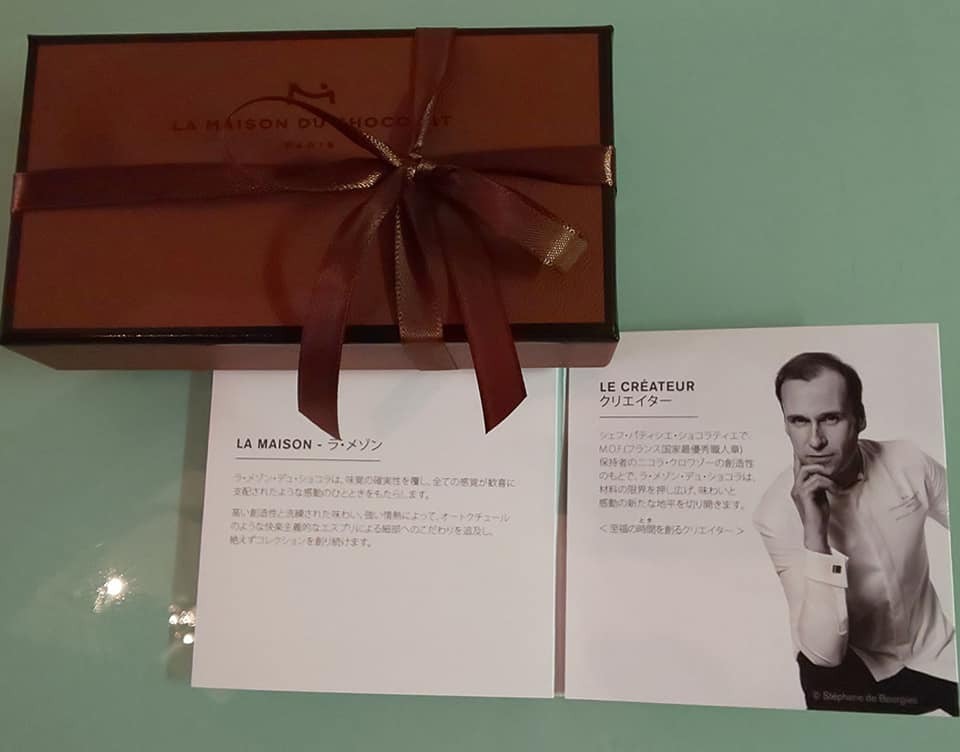 LA MAISON DU CHOCO AT
PARIS
LA MAISON - ラ・メゾン
ラ・メゾン・デュ・ショコラは、味覚の確実性を覆し、全ての感覚が歓喜に
支配されたような感動のひとときをもたらします。
高い創造性と洗練された味わい、強い情熱によって、オートクチュール
のような快楽主義的なエスプリによる細部へのこだわりを追及し、
絶えずコレクションを創り続けます。
LE CRÉATEUR
クリエイター
シェフ・パティシエ・ショコラティエで、
M.O.F.(フランス国家最優秀職人章)
保持者のニコラ・クロワゾーの創造性
のもとで、ラ・メゾン・デュ・ショコラは、
材料の限界を押し広げ、味わいと
感動の新たな地平を切り開きます。
とき
< 至福の時間を創るクリエイター >
© Stéphane de Bourgies